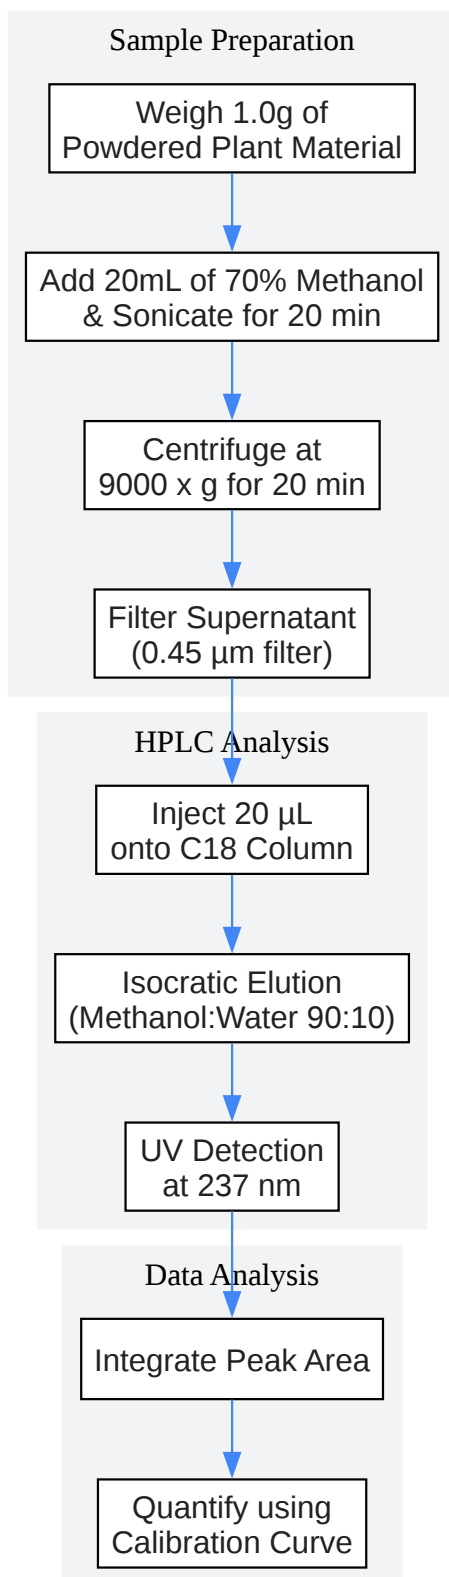 Sample Preparation
Weigh 1.0g of
Powdered Plant Material
Add 20mL of 70% Methanol
& Sonicate for 20 min
Centrifuge at
9000 x g for 20 min
Filter Supernatant
(0.45 µm filter)
HPLC Analysis
Inject 20 µL
onto C18 Column
Isocratic Elution
(Methanol:Water 90:10)
UV Detection
at 237 nm
Data Analysis
Integrate Peak Area
Quantify using
Calibration Curve